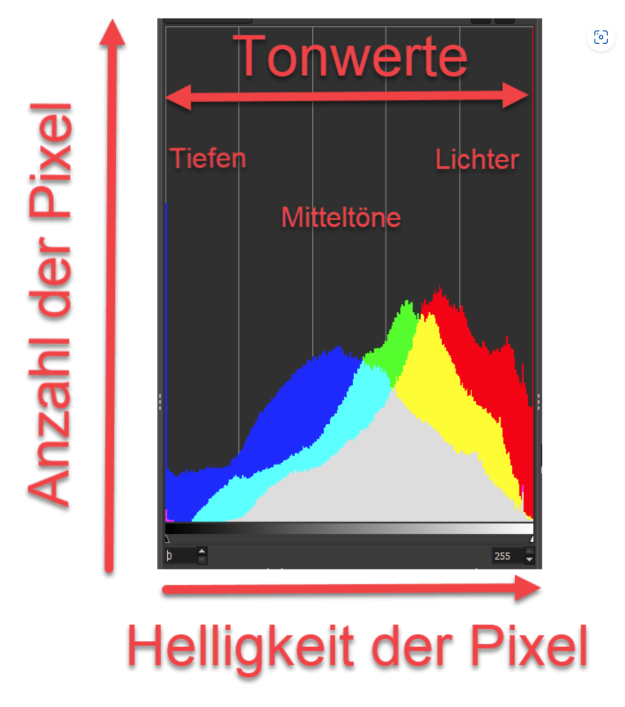 Tonwerte
Tiefen
Lichter
Mitteltöne
Anzahl der Pixel
0
255
Helligkeit der Pixel